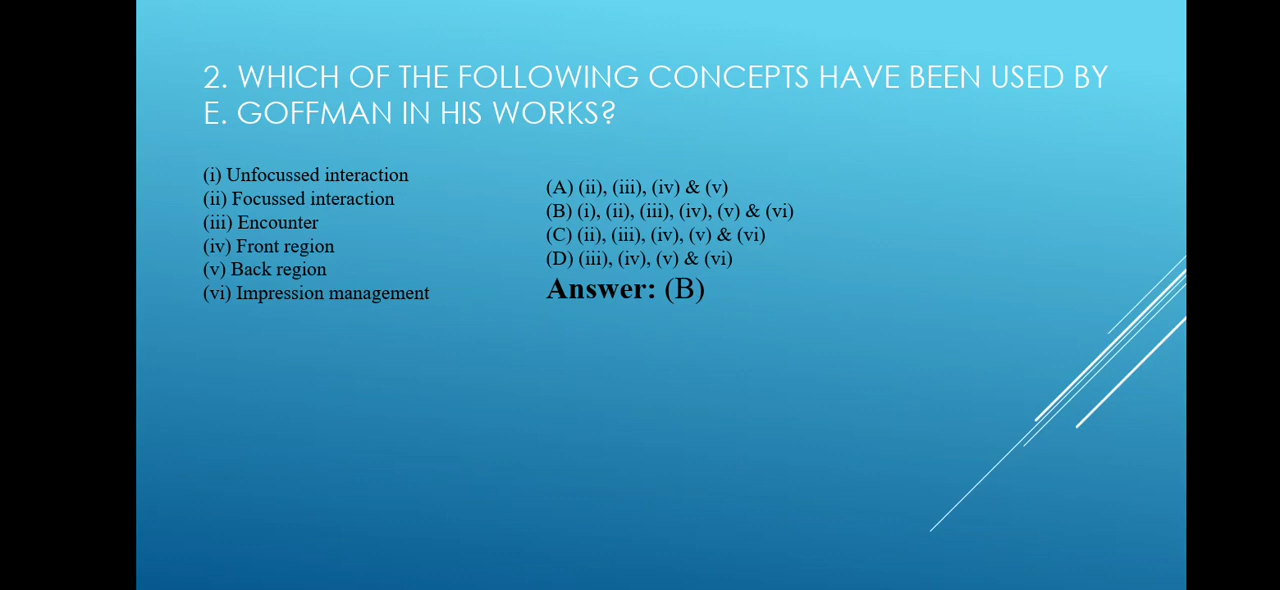 2. WHICH OF THE FOLLOWING CONCEPTS HAVE BEEN USED BY
E. GOFFMAN IN HIS WORKS?
(i) Unfocussed interaction
(ii) Focussed interaction
(iii) Encounter
(iv) Front region
(v) Back region
(vi) Impression management
(A) (ii), (iii), (iv) & (v)
(B) (i), (ii), (iii), (iv), (v) & (vi)
(C) (ii), (iii), (iv), (v) & (vi)
(D) (iii), (iv), (v) & (vi)
Answer: (B)